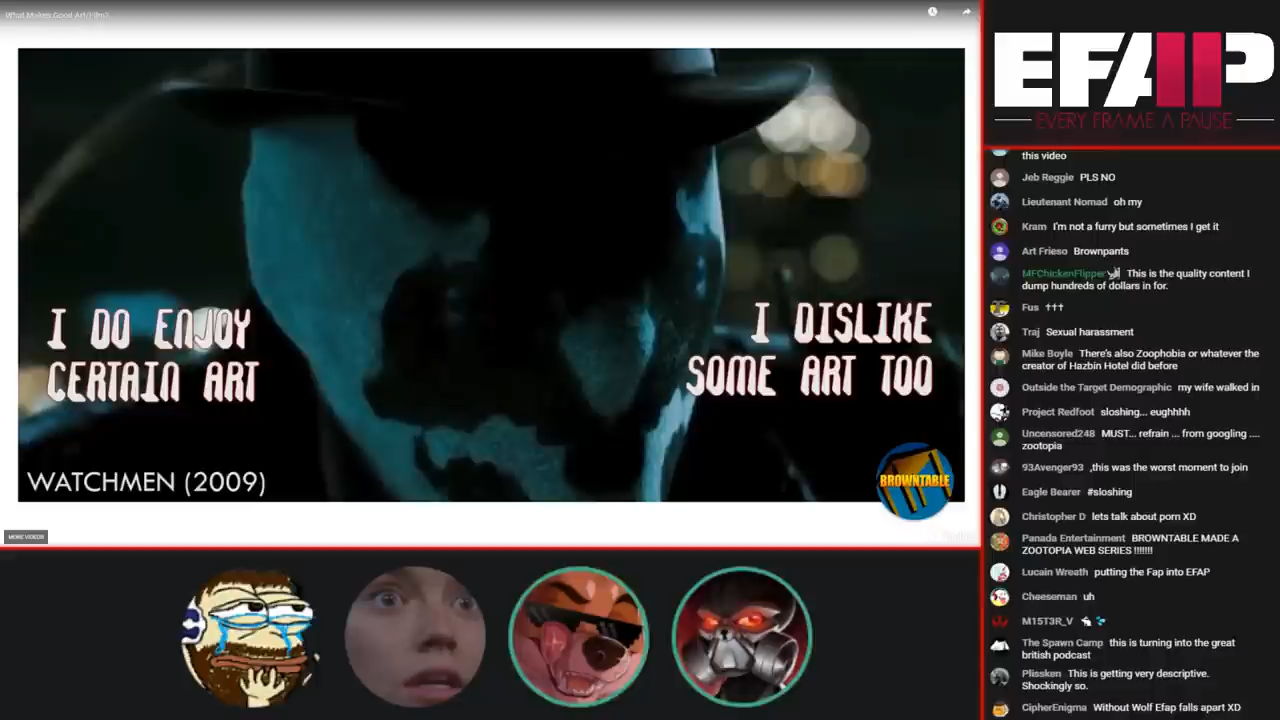 What Makes Good Art/Film?
I DO ENJOY
CERTAIN ART
I DISLIKE
SOME ART TOO
WATCHMEN (2009)
BROWNTABLE
MORE VIDEOS
EFAP
EVERY FRAME A PAUSE
this video
Jeb Reggie PLS NO
Lieutenant Nomad oh my
Kram I'm not a furry but sometimes I get it
Art Frieso Brownpants
MFChickenFlipper This is the quality content I
dump hundreds of dollars in for.
Fus †††
Traj Sexual harassment
Mike Boyle There's also Zoophobia or whatever the
creator of Hazbin Hotel did before
Outside the Target Demographic my wife walked in
Project Redfoot sloshing... eughhhh
Uncensored248 MUST... refrain ... from googling ....
zootopia
93Avenger93 ,this was the worst moment to join
Eagle Bearer #sloshing
Christopher D lets talk about porn XD
Panada Entertainment BROWNTABLE MADE A
ZOOTOPIA WEB SERIES !!!!!!!
Lucain Wreath putting the Fap into EFAP
Cheeseman uh
M15T3R_V
The Spawn Camp this is turning into the great
british podcast
Plissken This is getting very descriptive.
Shockingly so.
CipherEnigma Without Wolf Efap falls apart XD